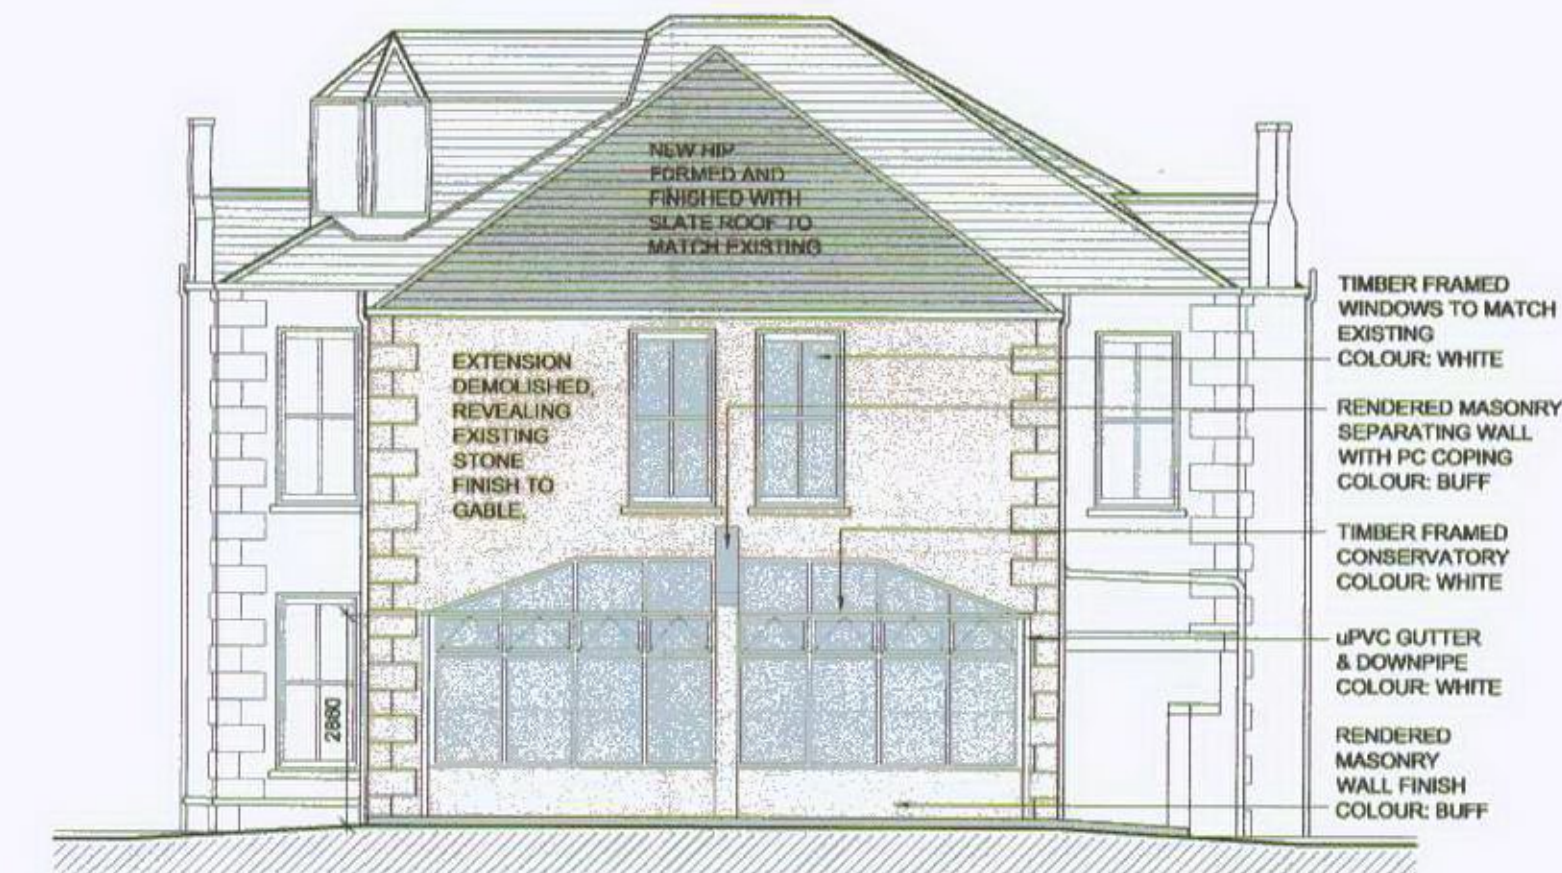 NEW HIP
FORMED AND
FINISHED WITH
SLATE ROOF TO
MATCH EXISTING
EXTENSION
DEMOLISHED,
REVEALING
EXISTING
STONE
FINISH TO
GABLE.
2860
TIMBER FRAMED
WINDOWS TO MATCH
EXISTING
COLOUR: WHITE
RENDERED MASONRY
SEPARATING WALL
WITH PC COPING
COLOUR: BUFF
TIMBER FRAMED
CONSERVATORY
COLOUR: WHITE
uPVC GUTTER
& DOWNPIPE
COLOUR: WHITE
RENDERED
MASONRY
WALL FINISH
COLOUR: BUFF